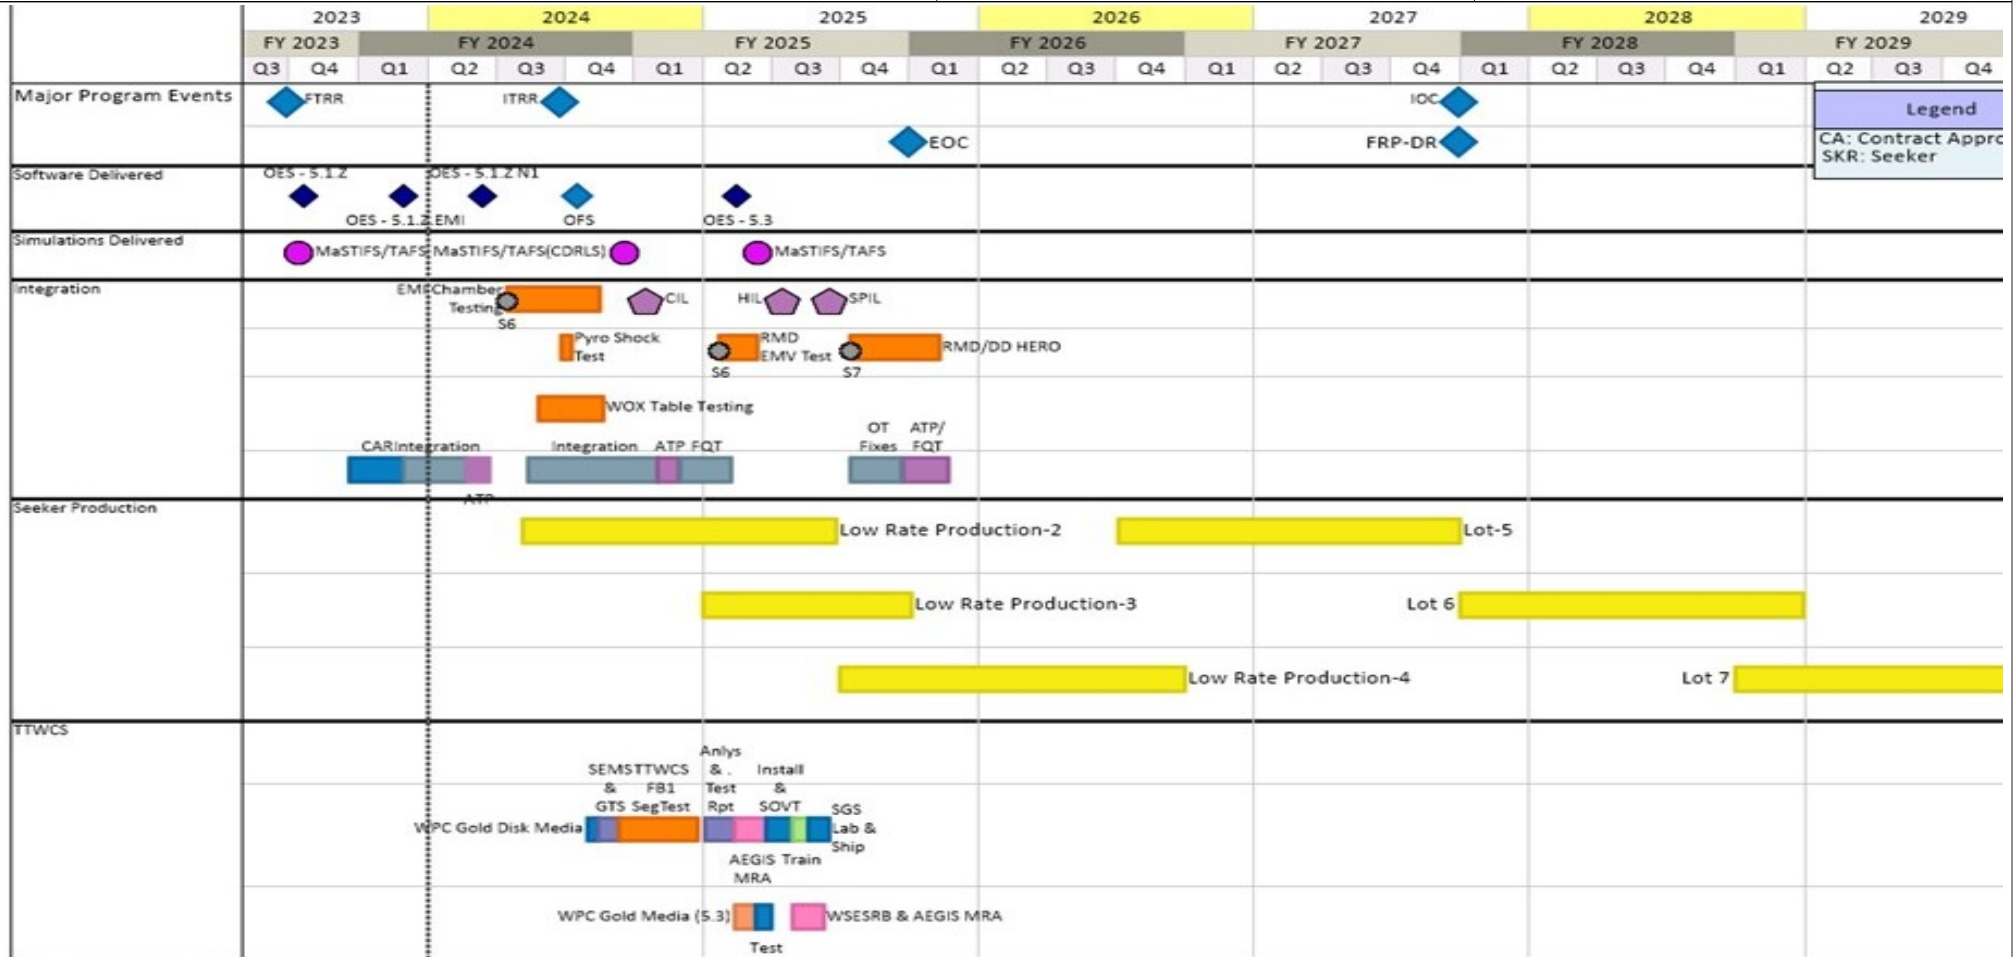 2023 2024 2025 2026 2027 2028 2029
FY 2023 FY 2024 FY 2025 FY 2026 FY 2027 FY 2028 FY 2029
Q3 Q4 Q1 Q2 Q3 Q4 Q1 Q2 Q3 Q4 Q1 Q2 Q3 Q4 Q1 Q2 Q3 Q4 Q1 Q2 Q3 Q4 Q1 Q2 Q3 Q4
Major Program Events
FTRR
ITRR
IOC
EOC
FRP-DR
Legend
CA: Contract Appro
SKR: Seeker
Software Delivered
OES - 5.1.Z
OES - 5.1.Z N1
OES - 5.1.Z EMI
OFS
OES - 5.3
Simulations Delivered
MaSTIFS/TAFS
MaSTIFS/TAFS(CDRLS)
MaSTIFS/TAFS
Integration
EMI Chamber
Testing
S6
CIL
HIL
SPIL
Pyro Shock
Test
RMD
EMV Test
S6
S7
RMD/DD HERO
WOX Table Testing
CAR Integration
ATP
Integration
ATP FQT
OT
Fixes
ATP/
FQT
Seeker Production
Low Rate Production-2
Lot-5
Low Rate Production-3
Lot 6
Low Rate Production-4
Lot 7
TTWCS
WPC Gold Disk Media
SEMS
&
GTS
TTWCS
FB1
SegTest
Anlys
& .
Test
Rpt
Install
&
SOVT
SGS
Lab &
Ship
AEGIS
MRA
Train
WPC Gold Media (5.3)
WSESRB & AEGIS MRA
Test